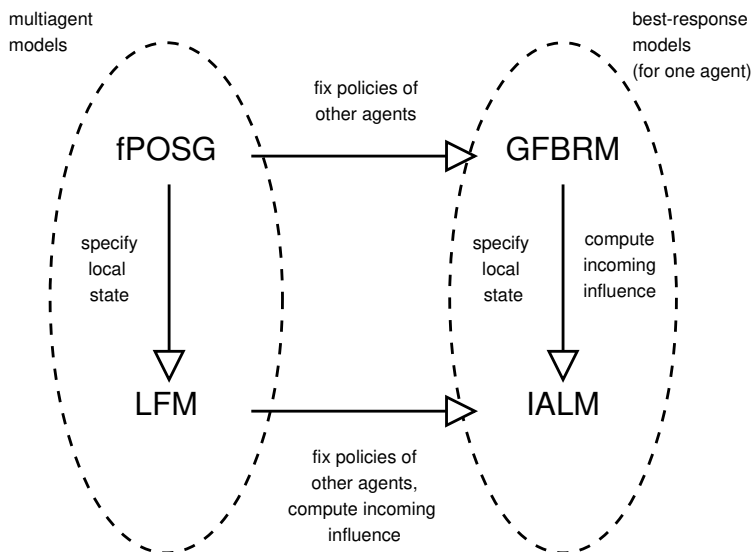 multiagent
models
best-response
models
(for one agent)
fix policies of
other agents
fPOSG
GFBRM
specify
local
state
specify
local
state
compute
incoming
influence
LFM
IALM
fix policies of
other agents,
compute incoming
influence